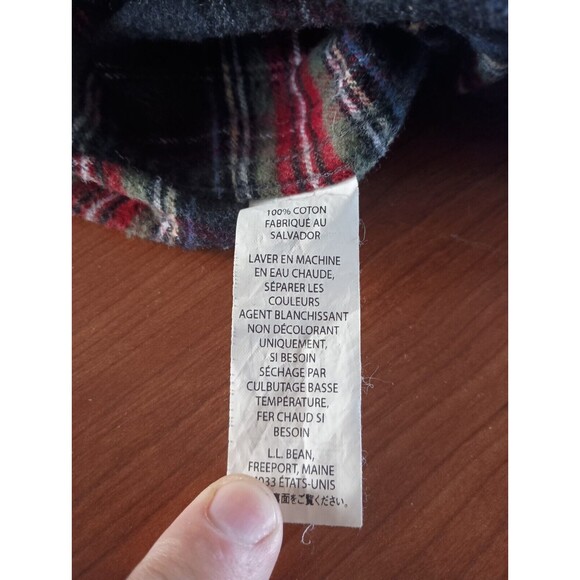 100% COTON
FABRIQUÉ AU
SALVADOR
LAVER EN MACHINE
EN EAU CHAUDE,
SÉPARER LES
COULEURS
AGENT BLANCHISSANT
NON DÉCOLORANT
UNIQUEMENT,
SI BESOIN
SÉCHAGE PAR
CULBUTAGE BASSE
TEMPÉRATURE,
FER CHAUD SI
BESOIN
L.L. BEAN,
FREEPORT, MAINE
ÉTATS-UNIS
面をご覧ください。